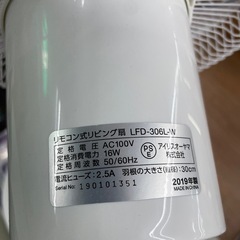 リモコン式リビング扇 LFD-306L-W
定格電圧 AC100V
定格消費電力 16W
定格周波数 50/60Hz
PSE
アイリスオーヤマ
株式会社
電流ヒューズ:2.5A 羽根の大きさ(以下径):30cm
Serial No. 190101351
2019年製
MADE IN CHINA